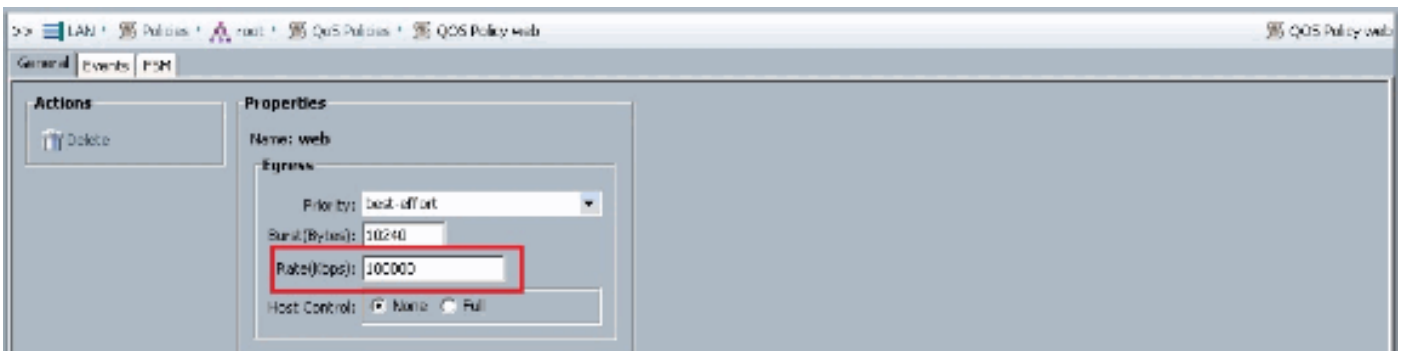 >> LAN › Policies › root › QoS Policies › QOS Policy web
QOS Policy web
General Events FSM
Actions
Delete
Properties
Name: web
Egress
Priority: best-effort
Burst(Bytes): 10240
Rate(Kbps): 100000
Host Control: None Full